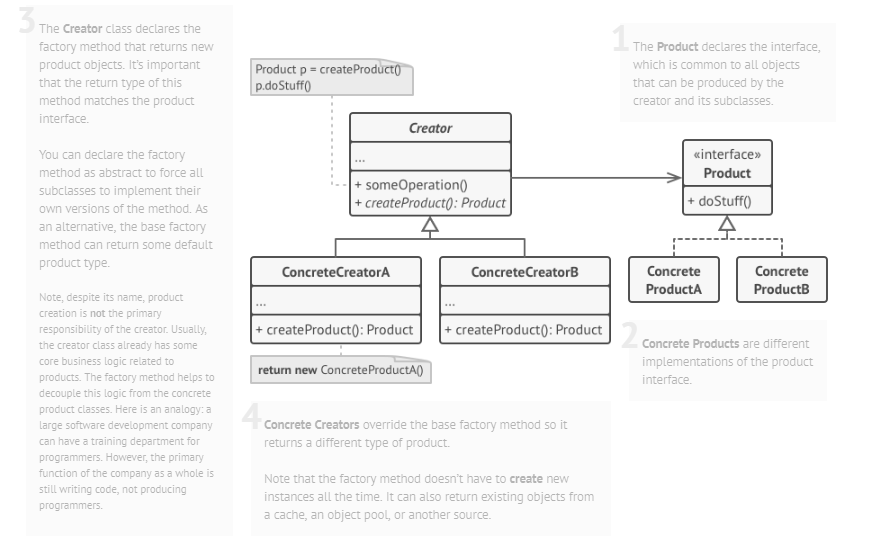 3
The Creator class declares the
factory method that returns new
product objects. It's important
that the return type of this
method matches the product
interface.
You can declare the factory
method as abstract to force all
subclasses to implement their
own versions of the method. As
an alternative, the base factory
method can return some default
product type.
Note, despite its name, product
creation is not the primary
responsibility of the creator. Usually,
the creator class already has some
core business logic related to
products. The factory method helps to
decouple this logic from the concrete
product classes. Here is an analogy: a
large software development company
can have a training department for
programmers. However, the primary
function of the company as a whole is
still writing code, not producing
programmers.
Product p = createProduct()
p.doStuff()
Creator
...
+ someOperation()
+ createProduct(): Product
ConcreteCreatorA
...
+ createProduct(): Product
ConcreteCreatorB
...
+ createProduct(): Product
return new ConcreteProductA()
1
The Product declares the interface,
which is common to all objects
that can be produced by the
creator and its subclasses.
«interface»
Product
+ doStuff()
Concrete
ProductA
Concrete
ProductB
2
Concrete Products are different
implementations of the product
interface.
4
Concrete Creators override the base factory method so it
returns a different type of product.
Note that the factory method doesn't have to create new
instances all the time. It can also return existing objects from
a cache, an object pool, or another source.